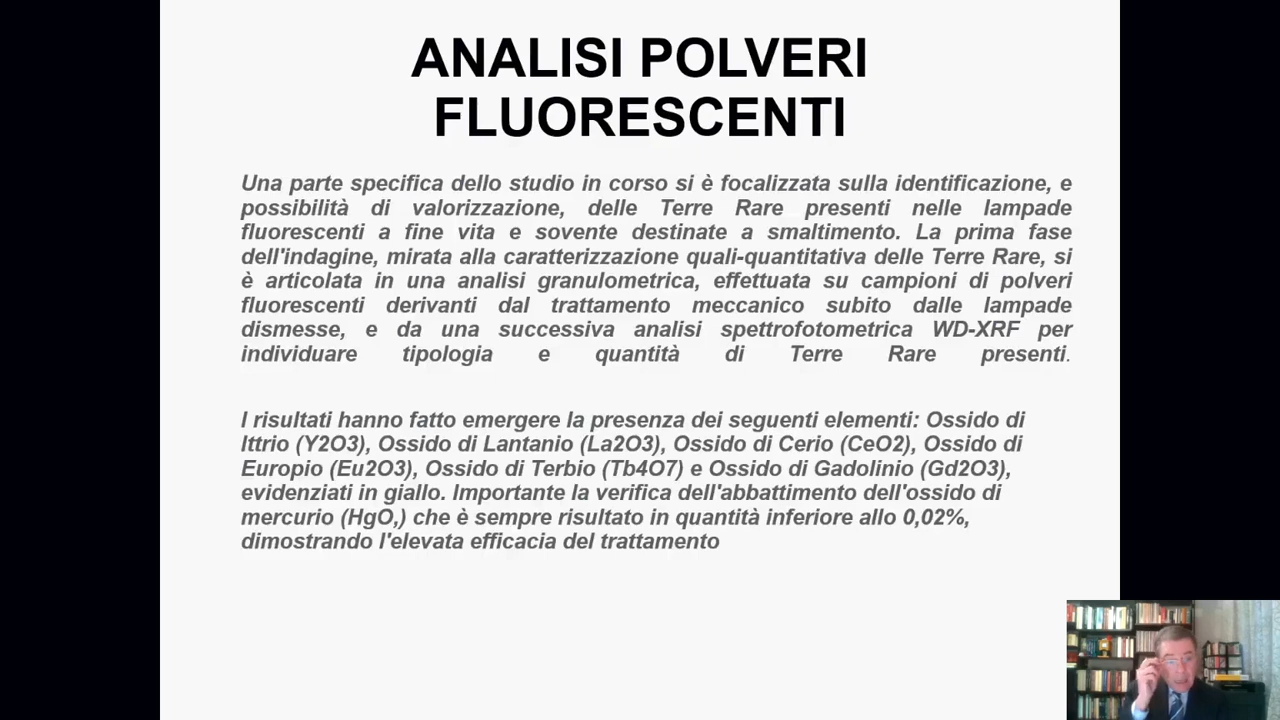 ANALISI POLVERI
FLUORESCENTI
Una parte specifica dello studio in corso si è focalizzata sulla identificazione, e
possibilità di valorizzazione, delle Terre Rare presenti nelle lampade
fluorescenti a fine vita e sovente destinate a smaltimento. La prima fase
dell'indagine, mirata alla caratterizzazione quali-quantitativa delle Terre Rare, si
è articolata in una analisi granulometrica, effettuata su campioni di polveri
fluorescenti derivanti dal trattamento meccanico subito dalle lampade
dismesse, e da una successiva analisi spettrofotometrica WD-XRF per
individuare tipologia e quantità di Terre Rare presenti.
I risultati hanno fatto emergere la presenza dei seguenti elementi: Ossido di
Ittrio (Y2O3), Ossido di Lantanio (La2O3), Ossido di Cerio (CeO2), Ossido di
Europio (Eu2O3), Ossido di Terbio (Tb4O7) e Ossido di Gadolinio (Gd2O3),
evidenziati in giallo. Importante la verifica dell'abbattimento dell'ossido di
mercurio (HgO,) che è sempre risultato in quantità inferiore allo 0,02%,
dimostrando l'elevata efficacia del trattamento